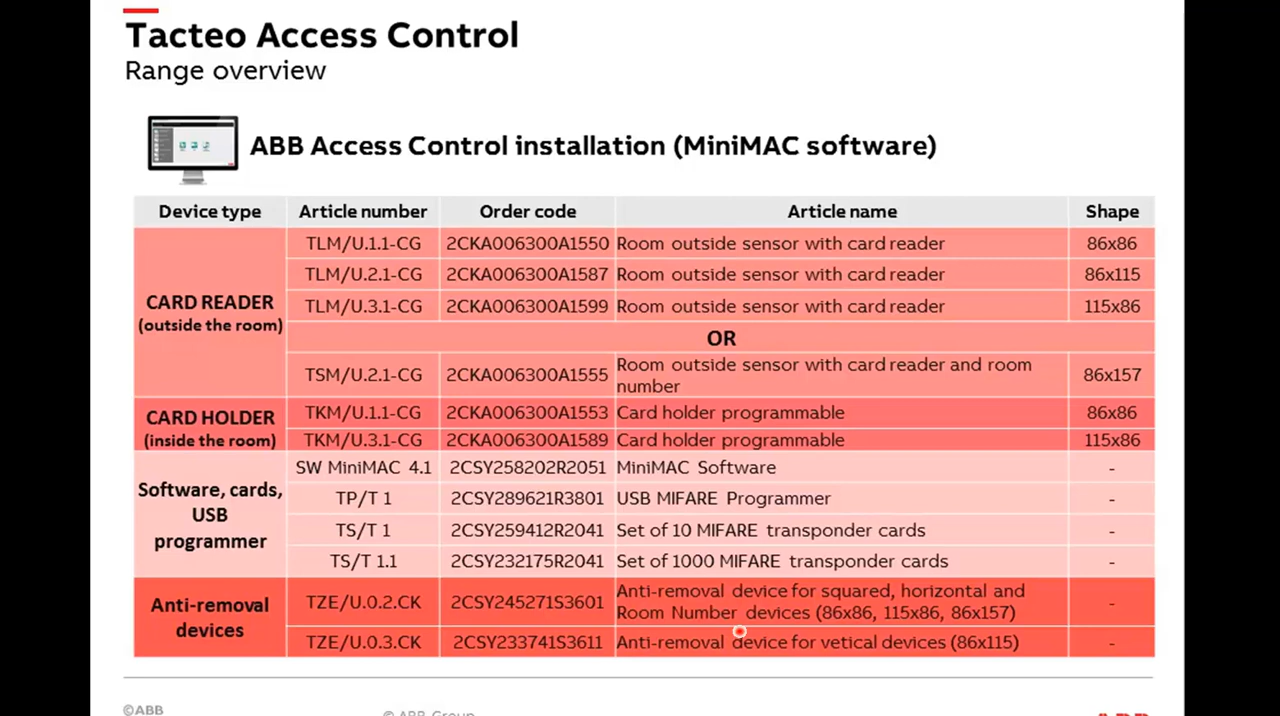 Tacteo Access Control
Range overview
ABB Access Control installation (MiniMAC software)
Device type Article number Order code Article name Shape
CARD READER
(outside the room)
TLM/U.1.1-CG 2CKA006300A1550 Room outside sensor with card reader 86x86
TLM/U.2.1-CG 2CKA006300A1587 Room outside sensor with card reader 86x115
TLM/U.3.1-CG 2CKA006300A1599 Room outside sensor with card reader 115x86
OR
TSM/U.2.1-CG 2CKA006300A1555 Room outside sensor with card reader and room
number 86x157
CARD HOLDER
(inside the room)
TKM/U.1.1-CG 2CKA006300A1553 Card holder programmable 86x86
TKM/U.3.1-CG 2CKA006300A1589 Card holder programmable 115x86
Software, cards,
USB
programmer
SW MiniMAC 4.1 2CSY258202R2051 MiniMAC Software -
TP/T 1 2CSY289621R3801 USB MIFARE Programmer -
TS/T 1 2CSY259412R2041 Set of 10 MIFARE transponder cards -
TS/T 1.1 2CSY232175R2041 Set of 1000 MIFARE transponder cards -
Anti-removal
devices
TZE/U.0.2.CK 2CSY245271S3601 Anti-removal device for squared, horizontal and
Room Number devices (86x86, 115x86, 86x157) -
TZE/U.0.3.CK 2CSY233741S3611 Anti-removal device for vetical devices (86x115) -
©ABB
© ABB Group
ABB